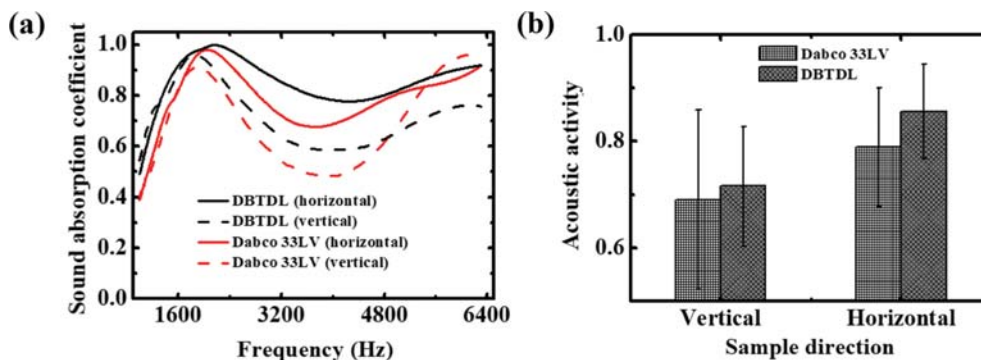 (a)
Sound absorption coefficient
1.0
0.8
0.6
0.4
0.2
0.0
DBTDL (horizontal)
DBTDL (vertical)
Dabco 33LV (horizontal)
Dabco 33LV (vertical)
1600
3200
4800
6400
Frequency (Hz)
(b)
Acoustic activity
1.0
0.8
0.6
Dabco 33LV
DBTDL
Vertical
Horizontal
Sample direction